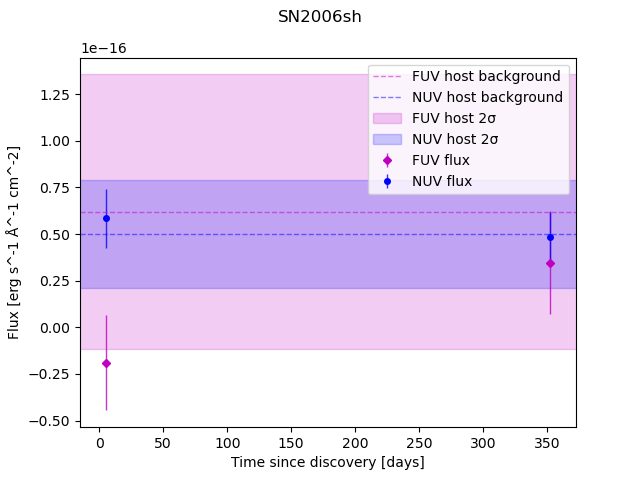 SN2006sh
1e−16
FUV host background
NUV host background
FUV host 2σ
NUV host 2σ
FUV flux
NUV flux
1.25
1.00
0.75
0.50
0.25
0.00
−0.25
−0.50
Flux [erg s^-1 Å^-1 cm^-2]
0 50 100 150 200 250 300 350
Time since discovery [days]